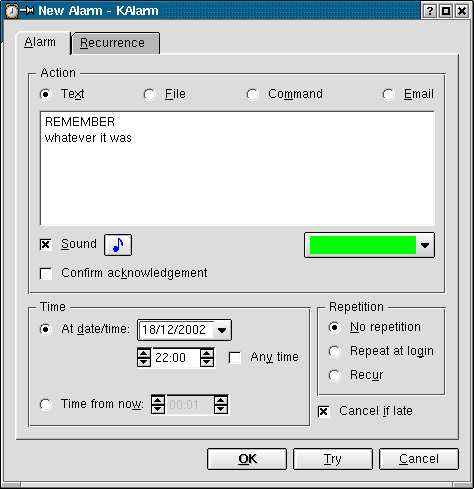 New Alarm - KAlarm
Alarm Recurrence
Action
Text File Command Email
REMEMBER
whatever it was
Sound
Confirm acknowledgement
Time
At date/time: 18/12/2002
22:00 Any time
Time from now: 00:01
Repetition
No repetition
Repeat at login
Recur
Cancel if late
OK Try Cancel